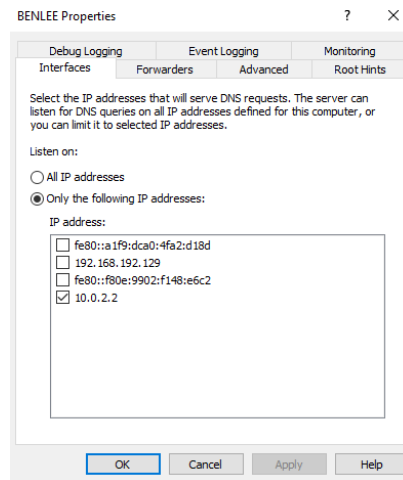 BENLEE Properties
Debug Logging Event Logging Monitoring
Interfaces Forwarders Advanced Root Hints
Select the IP addresses that will serve DNS requests. The server can
listen for DNS queries on all IP addresses defined for this computer, or
you can limit it to selected IP addresses.
Listen on:
All IP addresses
Only the following IP addresses:
IP address:
fe80::a1f9:dca0:4fa2:d18d
192.168.192.129
fe80::f80e:9902:f148:e6c2
10.0.2.2
OK Cancel Apply Help